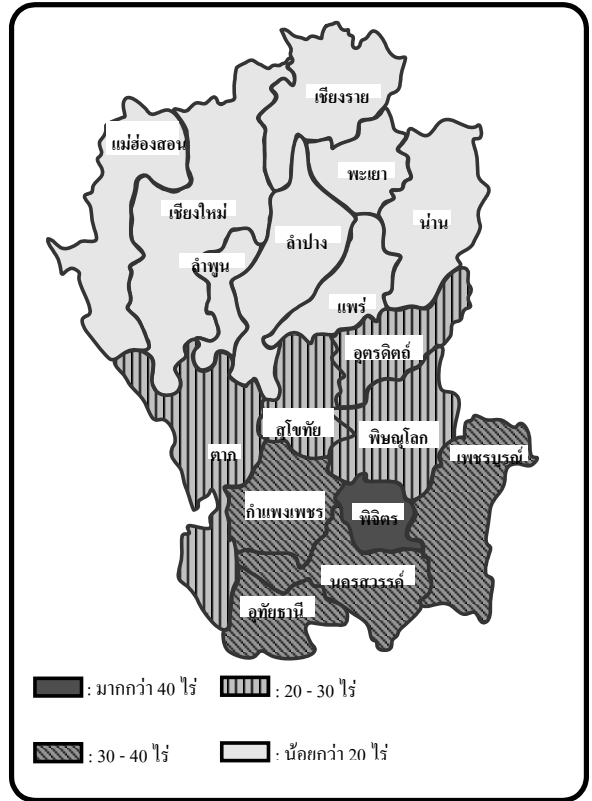 เชียงราย
แม่ฮ่องสอน
พะเยา
เชียงใหม่
น่าน
ลำปาง
ลำพูน
แพร่
อุตรดิตถ์
สุโขทัย
พิษณุโลก
ตาก
เพชรบูรณ์
กำแพงเพชร
พิจิตร
นครสวรรค์
อุทัยธานี
: มากกว่า 40 ไร่
: 20 - 30 ไร่
: 30 - 40 ไร่
: น้อยกว่า 20 ไร่